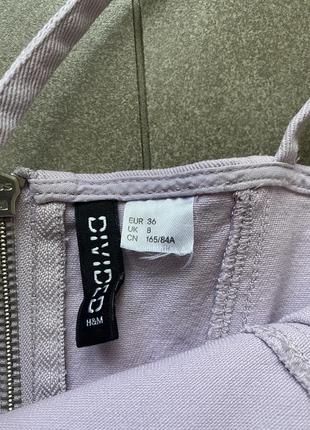 DIVIDED
H&M
EUR 36
UK 8
CN 165/84A